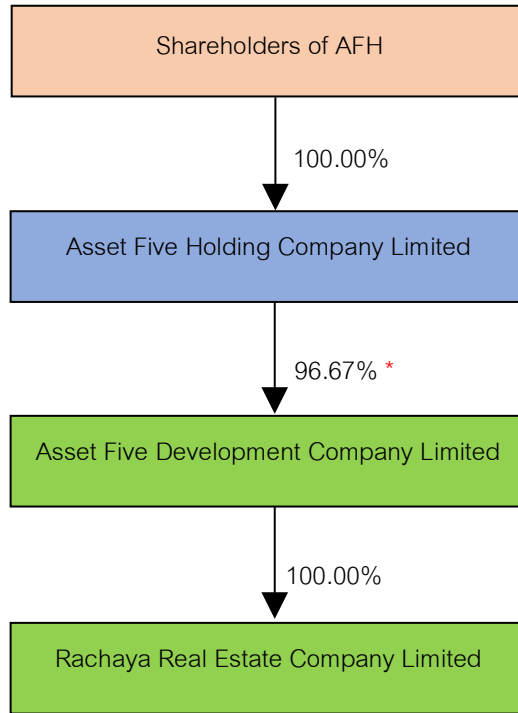 Shareholders of AFH
100.00%
Asset Five Holding Company Limited
96.67% *
Asset Five Development Company Limited
100.00%
Rachaya Real Estate Company Limited